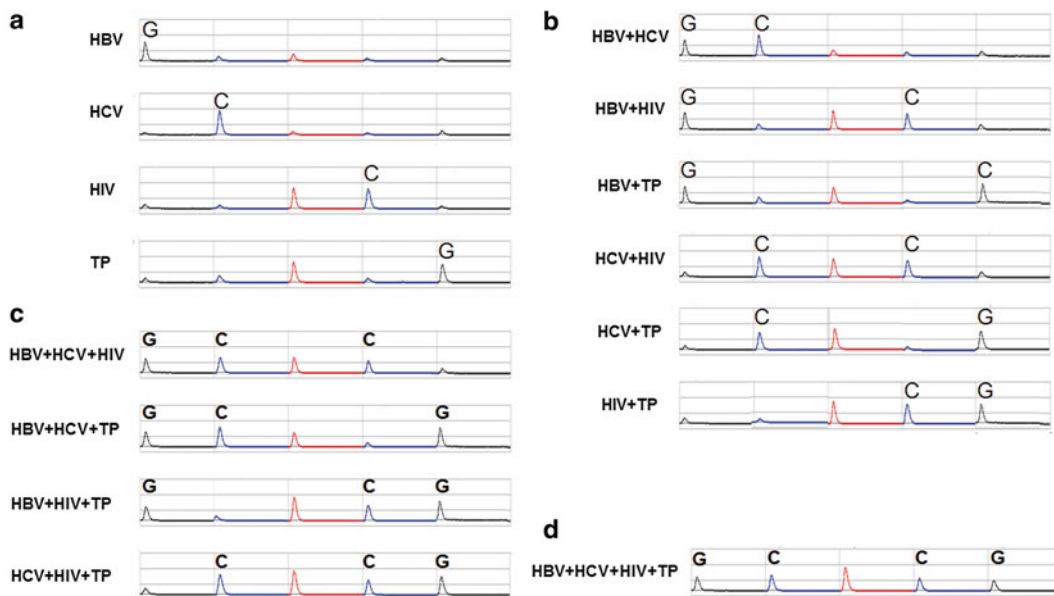 a
HBV G
HCV C
HIV C
TP G
b
HBV+HCV G C
HBV+HIV G C
HBV+TP G C
HCV+HIV C C
HCV+TP C G
HIV+TP C G
c
HBV+HCV+HIV G C C
HBV+HCV+TP G C G
HBV+HIV+TP G C G
HCV+HIV+TP C C G
d
HBV+HCV+HIV+TP G C C G